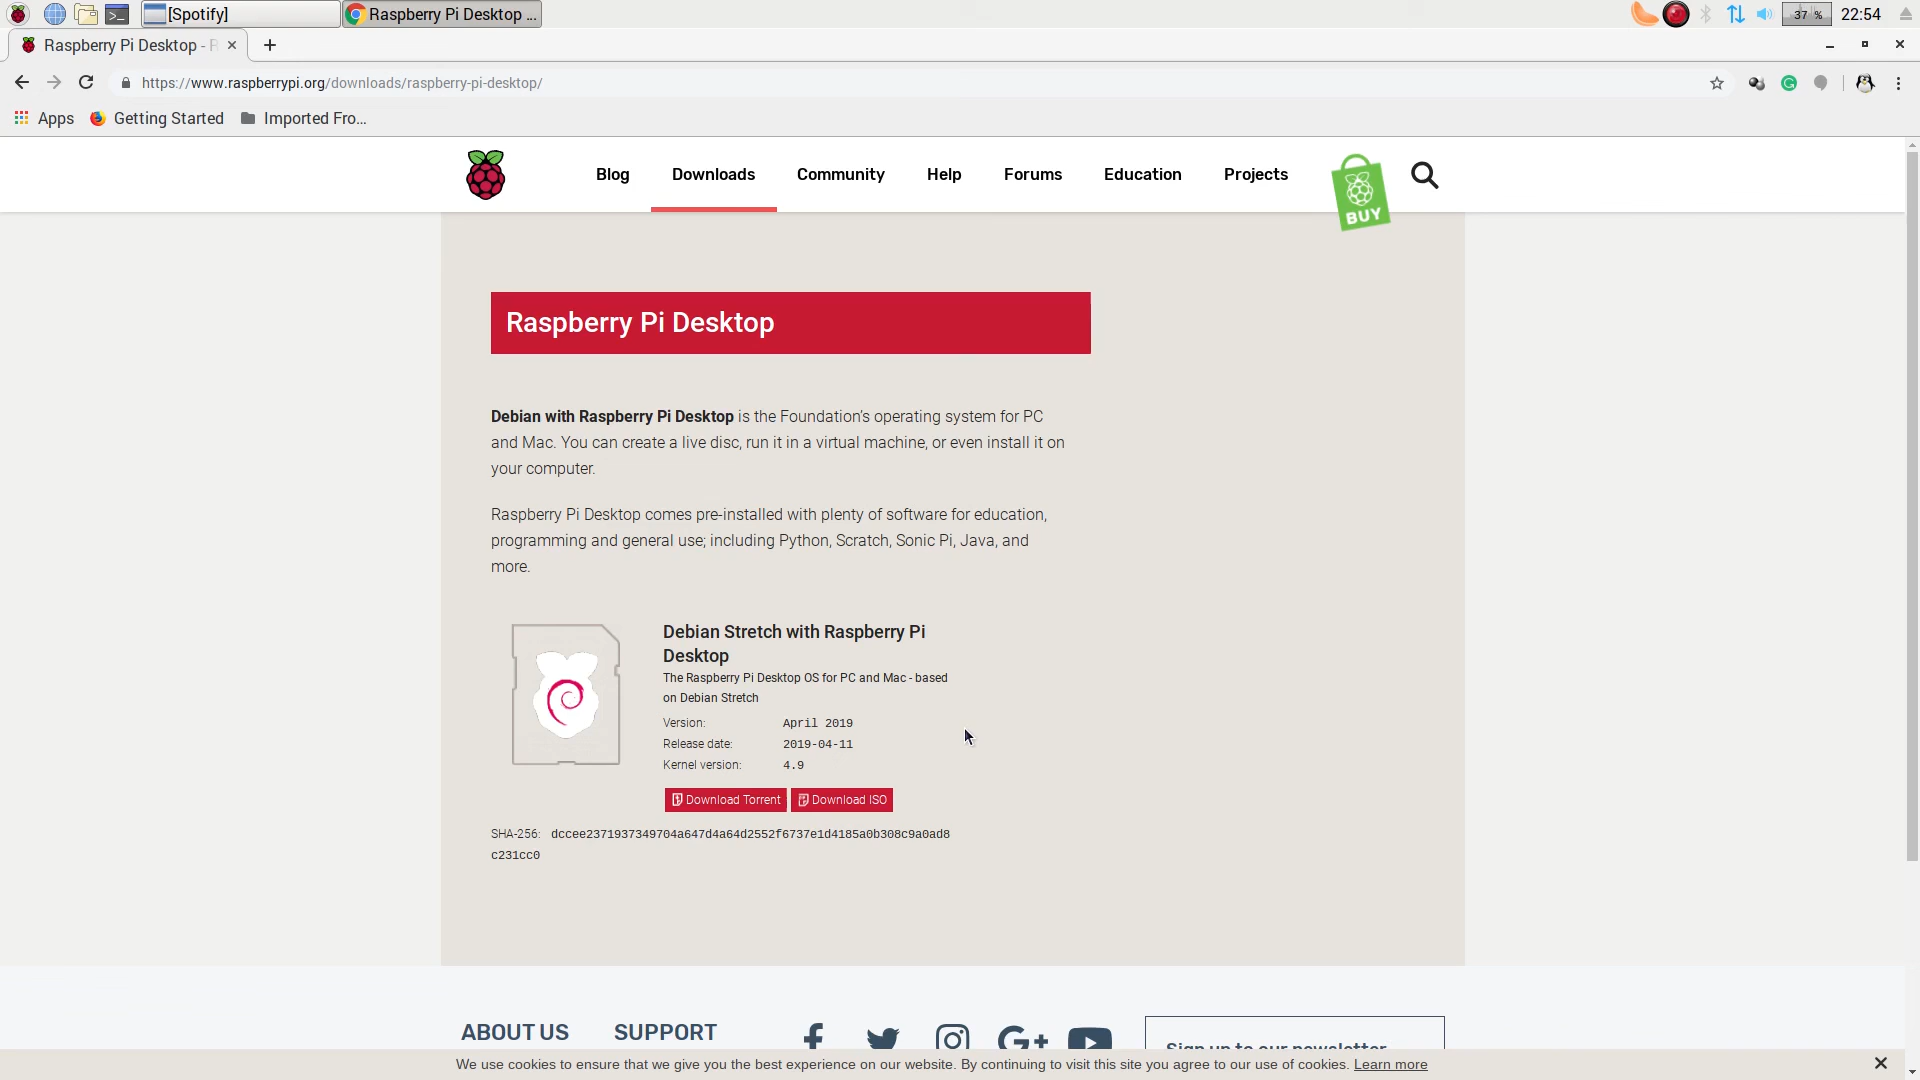 [Spotify]
Raspberry Pi Desktop ...
37 %
22:54
Raspberry Pi Desktop - R
https://www.raspberrypi.org/downloads/raspberry-pi-desktop/
Apps
Getting Started
Imported Fro...
Blog
Downloads
Community
Help
Forums
Education
Projects
BUY
Raspberry Pi Desktop
Debian with Raspberry Pi Desktop is the Foundation's operating system for PC
and Mac. You can create a live disc, run it in a virtual machine, or even install it on
your computer.
Raspberry Pi Desktop comes pre-installed with plenty of software for education,
programming and general use; including Python, Scratch, Sonic Pi, Java, and
more.
Debian Stretch with Raspberry Pi
Desktop
The Raspberry Pi Desktop OS for PC and Mac - based
on Debian Stretch
Version: April 2019
Release date: 2019-04-11
Kernel version: 4.9
Download Torrent
Download ISO
SHA-256: dccee2371937349704a647d4a64d2552f6737e1d4185a0b308c9a0ad8
c231cc0
ABOUT US
SUPPORT
G+
Sign up to our newsletter
We use cookies to ensure that we give you the best experience on our website. By continuing to visit this site you agree to our use of cookies. Learn more